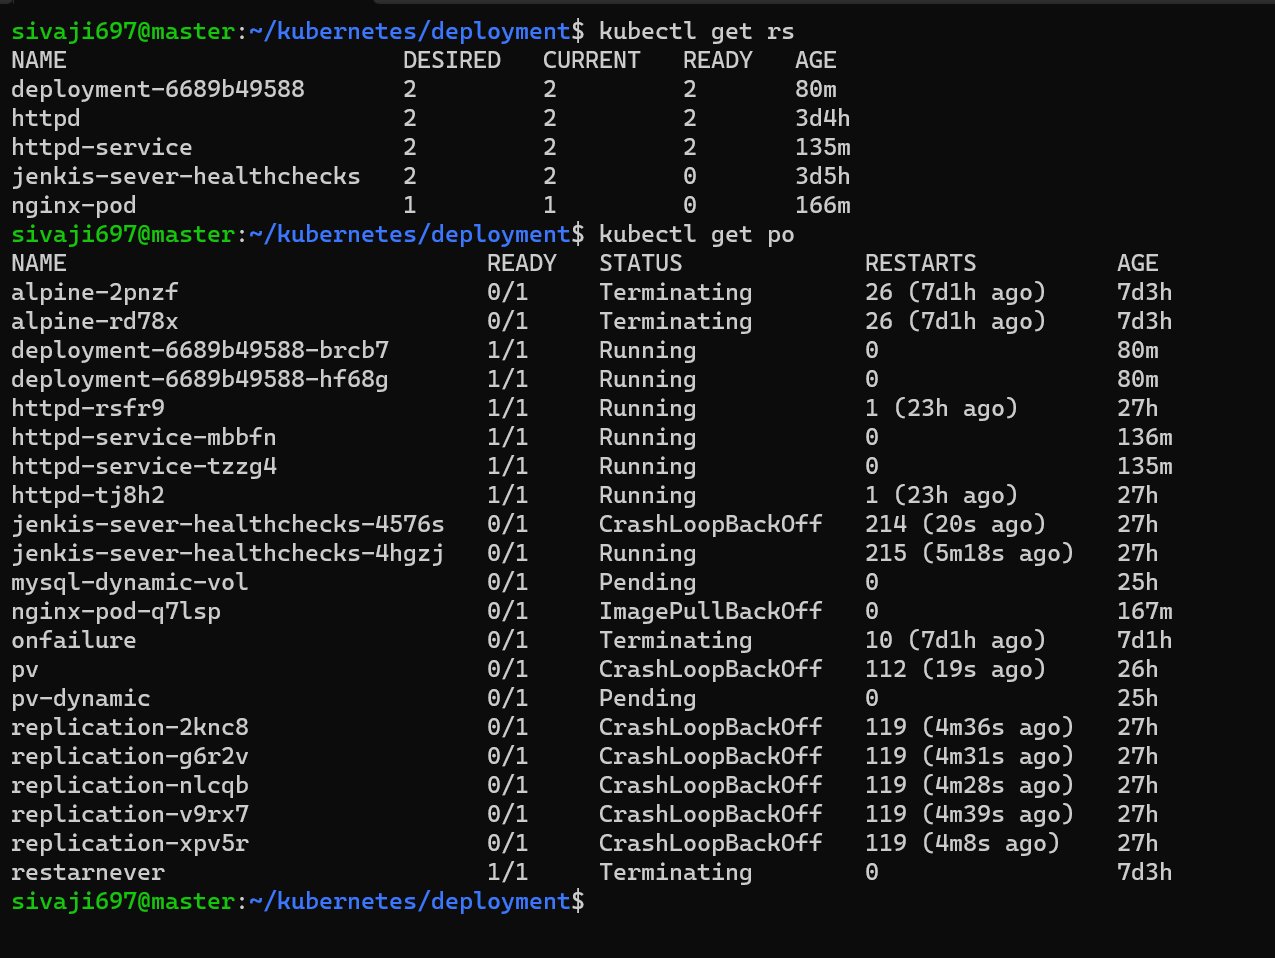 sivaji697@master:~/kubernetes/deployment$ kubectl get rs
NAME                        DESIRED   CURRENT   READY   AGE
deployment-6689b49588       2         2         2       80m
httpd                       2         2         2       3d4h
httpd-service               2         2         2       135m
jenkis-sever-healthchecks   2         2         0       3d5h
nginx-pod                   1         1         0       166m
sivaji697@master:~/kubernetes/deployment$ kubectl get po
NAME                              READY   STATUS             RESTARTS          AGE
alpine-2pnzf                      0/1     Terminating        26 (7d1h ago)     7d3h
alpine-rd78x                      0/1     Terminating        26 (7d1h ago)     7d3h
deployment-6689b49588-brcb7       1/1     Running            0                 80m
deployment-6689b49588-hf68g       1/1     Running            0                 80m
httpd-rsfr9                       1/1     Running            1 (23h ago)       27h
httpd-service-mbbfn               1/1     Running            0                 136m
httpd-service-tzzg4               1/1     Running            0                 135m
httpd-tj8h2                       1/1     Running            1 (23h ago)       27h
jenkis-sever-healthchecks-4576s   0/1     CrashLoopBackOff   214 (20s ago)     27h
jenkis-sever-healthchecks-4hgzj   0/1     Running            215 (5m18s ago)   27h
mysql-dynamic-vol                 0/1     Pending            0                 25h
nginx-pod-q7lsp                   0/1     ImagePullBackOff   0                 167m
onfailure                         0/1     Terminating        10 (7d1h ago)     7d1h
pv                                0/1     CrashLoopBackOff   112 (19s ago)     26h
pv-dynamic                        0/1     Pending            0                 25h
replication-2knc8                 0/1     CrashLoopBackOff   119 (4m36s ago)   27h
replication-g6r2v                 0/1     CrashLoopBackOff   119 (4m31s ago)   27h
replication-nlcqb                 0/1     CrashLoopBackOff   119 (4m28s ago)   27h
replication-v9rx7                 0/1     CrashLoopBackOff   119 (4m39s ago)   27h
replication-xpv5r                 0/1     CrashLoopBackOff   119 (4m8s ago)    27h
restarnever                       1/1     Terminating        0                 7d3h
sivaji697@master:~/kubernetes/deployment$